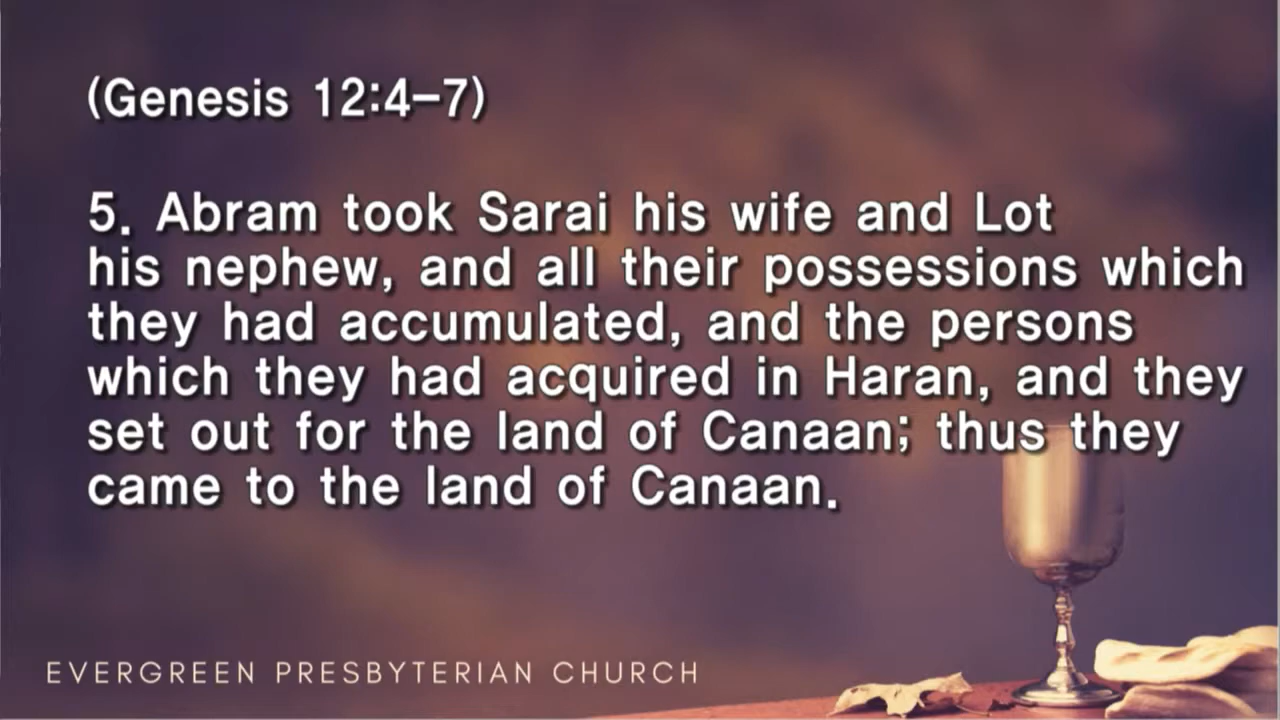 (Genesis 12:4–7)
5. Abram took Sarai his wife and Lot
his nephew, and all their possessions which
they had accumulated, and the persons
which they had acquired in Haran, and they
set out for the land of Canaan; thus they
came to the land of Canaan.
EVERGREEN PRESBYTERIAN CHURCH